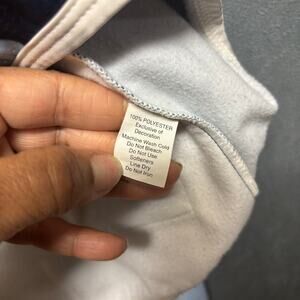 100% POLYESTER
Exclusive of
Decoration
Machine Wash Cold
Do Not Bleach
Do Not Use
Softeners
Line Dry
Do Not Iron